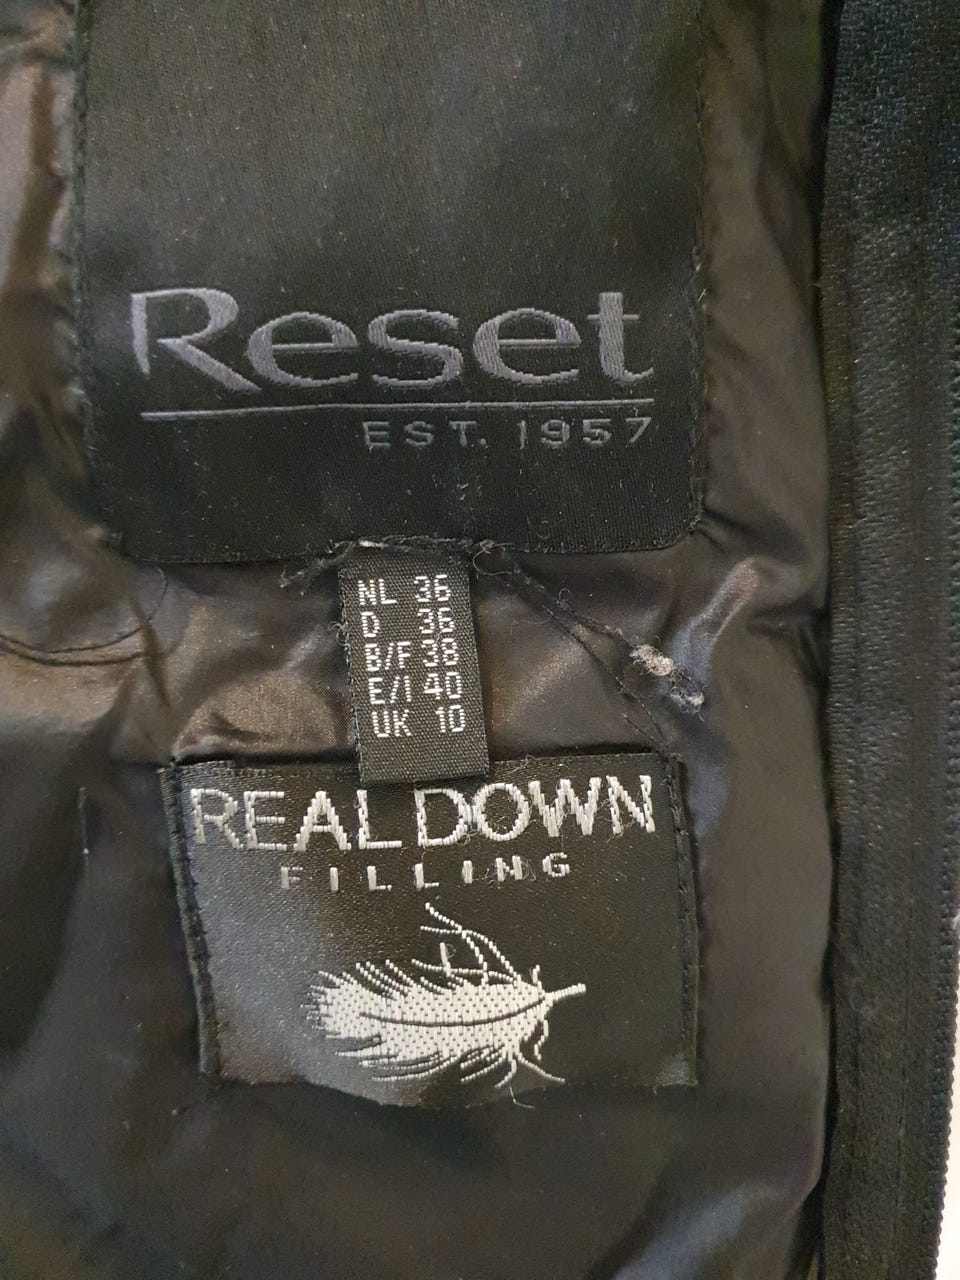 Reset
EST. 1957
NL 36
D 36
B/F 38
E/I 40
UK 10
REAL DOWN
FILLING